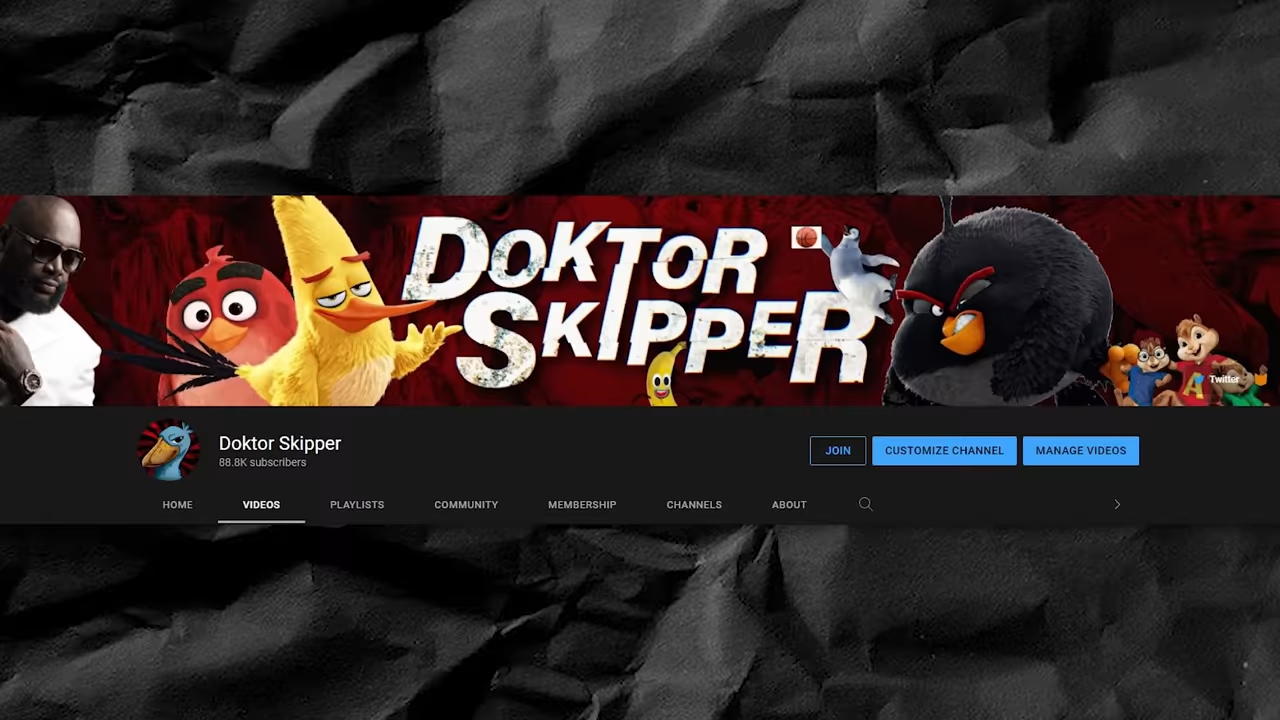 DOKTOR
SKIPPER
Twitter
Doktor Skipper
88.8K subscribers
JOIN
CUSTOMIZE CHANNEL
MANAGE VIDEOS
HOME
VIDEOS
PLAYLISTS
COMMUNITY
MEMBERSHIP
CHANNELS
ABOUT